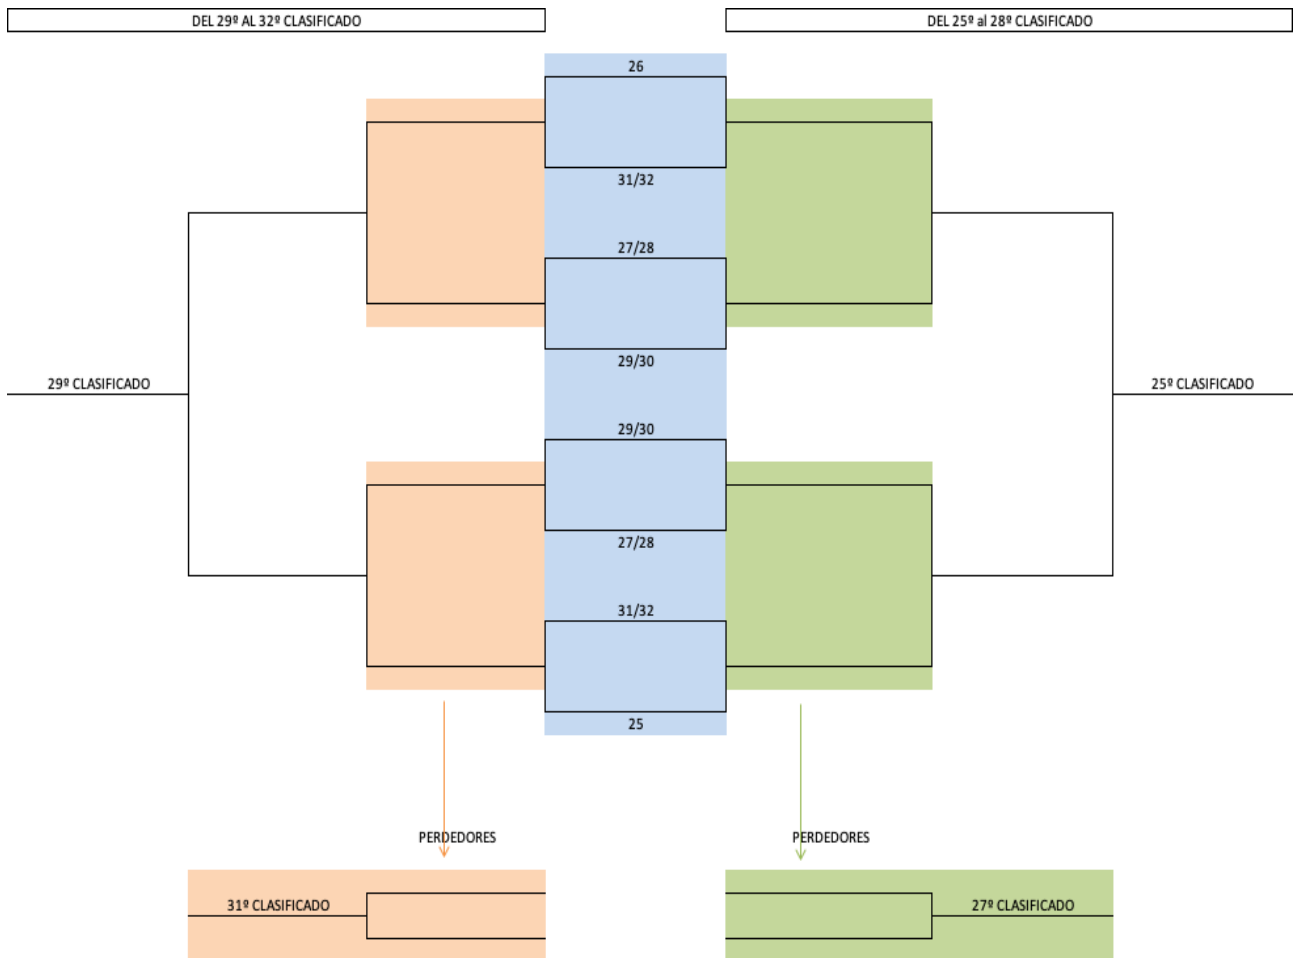 DEL 29º AL 32º CLASIFICADO
DEL 25º al 28º CLASIFICADO
26
31/32
27/28
29/30
29º CLASIFICADO
25º CLASIFICADO
29/30
27/28
31/32
25
PERDEDORES
PERDEDORES
31º CLASIFICADO
27º CLASIFICADO